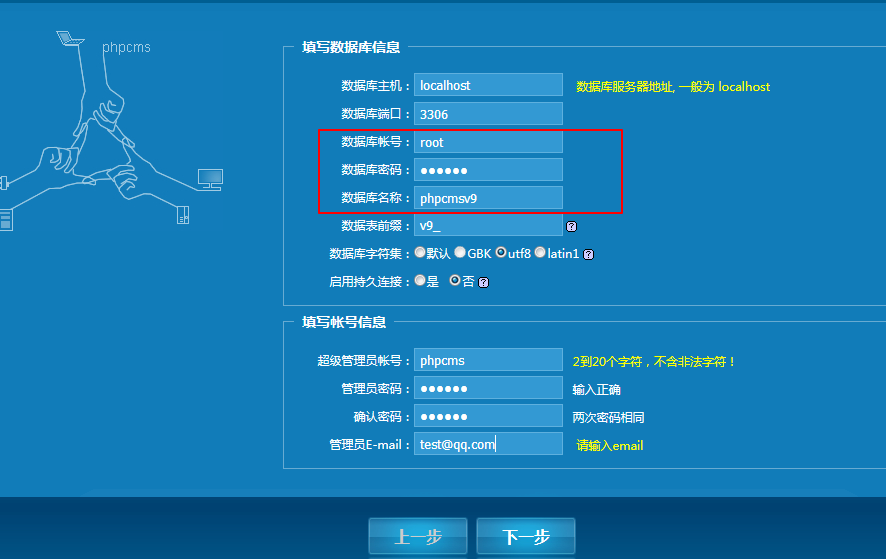 phpcms
填写数据库信息
数据库主机： localhost 数据库服务器地址, 一般为 localhost
数据库端口： 3306
数据库帐号： root
数据库密码： ●●●●●●
数据库名称： phpcmsv9
数据表前缀： v9_ ?
数据库字符集： 默认 GBK utf8 latin1 ?
启用持久连接： 是 否 ?
填写帐号信息
超级管理员帐号： phpcms 2到20个字符，不含非法字符！
管理员密码： ●●●●●● 输入正确
确认密码： ●●●●●● 两次密码相同
管理员E-mail： test@qq.com 请输入email
上一步 下一步